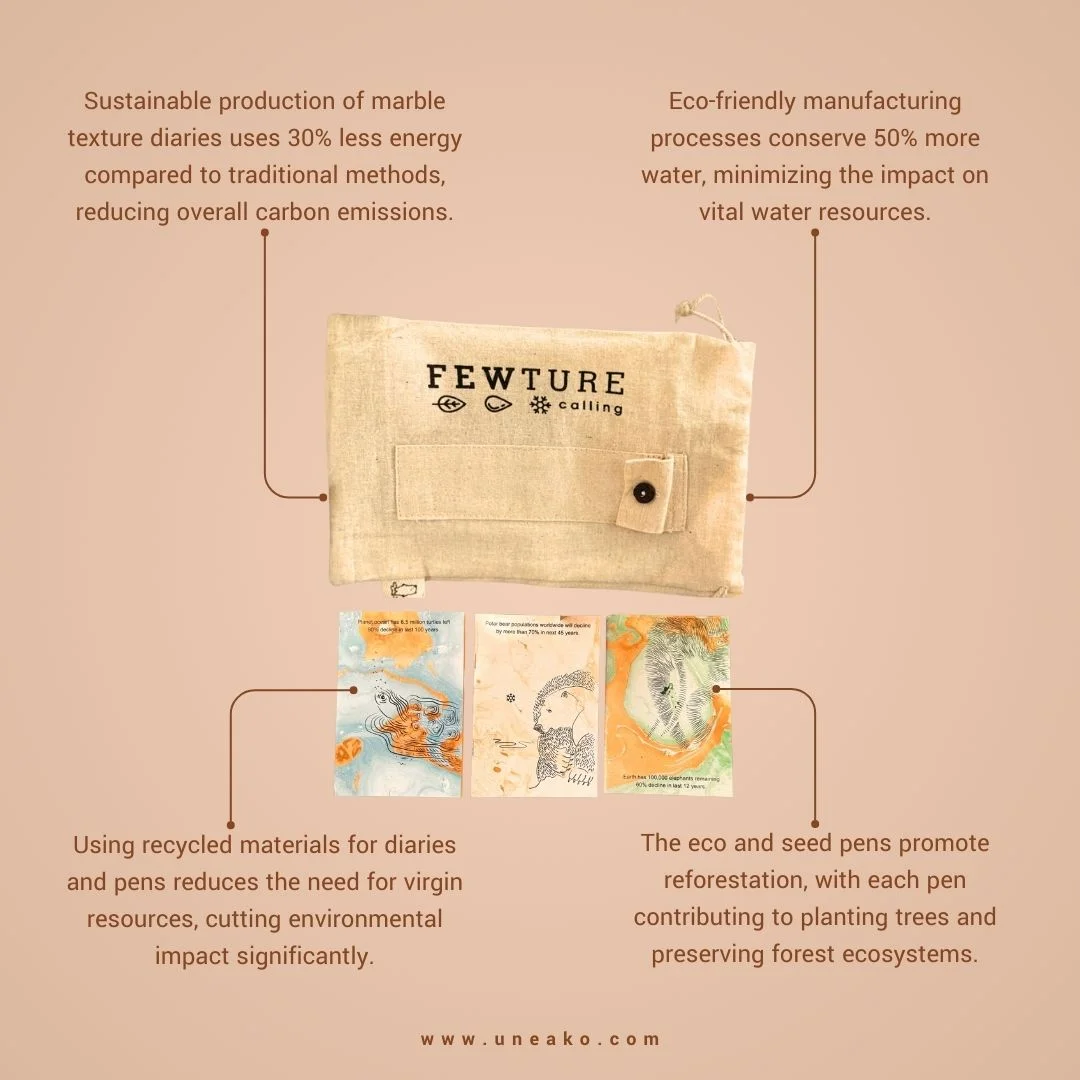 Sustainable production of marble
texture diaries uses 30% less energy
compared to traditional methods,
reducing overall carbon emissions.
Eco-friendly manufacturing
processes conserve 50% more
water, minimizing the impact on
vital water resources.
FEWTURE
calling
Planet ocean has 6.5 million turtles left
90% decline in last 100 years
Polar bear populations worldwide will decline
by more than 70% in next 45 years
Earth has 100,000 elephants remaining
60% decline in last 12 years
Using recycled materials for diaries
and pens reduces the need for virgin
resources, cutting environmental
impact significantly.
The eco and seed pens promote
reforestation, with each pen
contributing to planting trees and
preserving forest ecosystems.
www.uneako.com